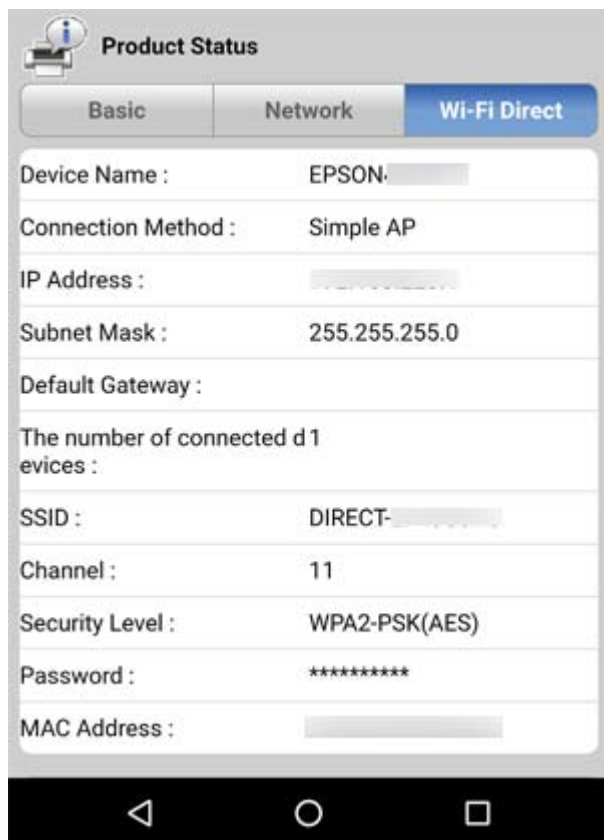 Product Status
Basic Network Wi-Fi Direct
Device Name : EPSON
Connection Method : Simple AP
IP Address :
Subnet Mask : 255.255.255.0
Default Gateway :
The number of connected d 1
evices :
SSID : DIRECT-
Channel : 11
Security Level : WPA2-PSK(AES)
Password : **********
MAC Address :